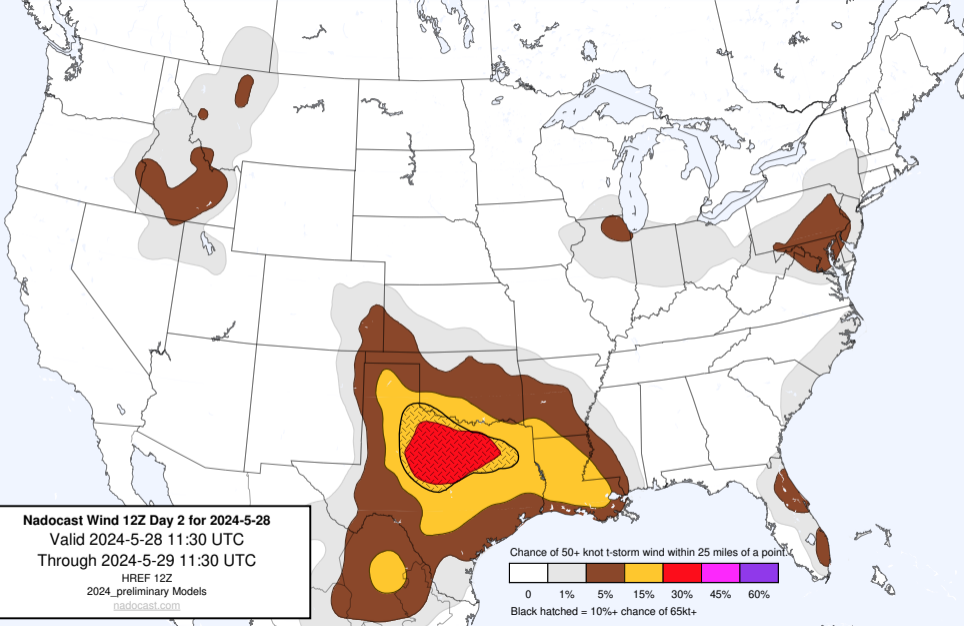 Nadocast Wind 12Z Day 2 for 2024-5-28
Valid 2024-5-28 11:30 UTC
Through 2024-5-29 11:30 UTC
HREF 12Z
2024_preliminary Models
nadocast.com
Chance of 50+ knot t-storm wind within 25 miles of a point.
0 1% 5% 15% 30% 45% 60%
Black hatched = 10%+ chance of 65kt+